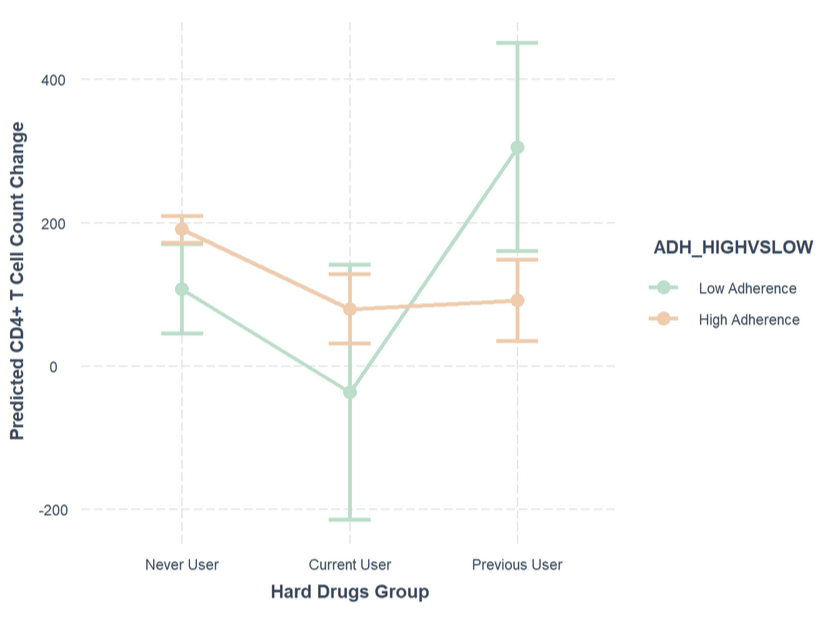 400
200
0
-200
Predicted CD4+ T Cell Count Change
Never User
Current User
Previous User
Hard Drugs Group
ADH_HIGHVSLOW
Low Adherence
High Adherence